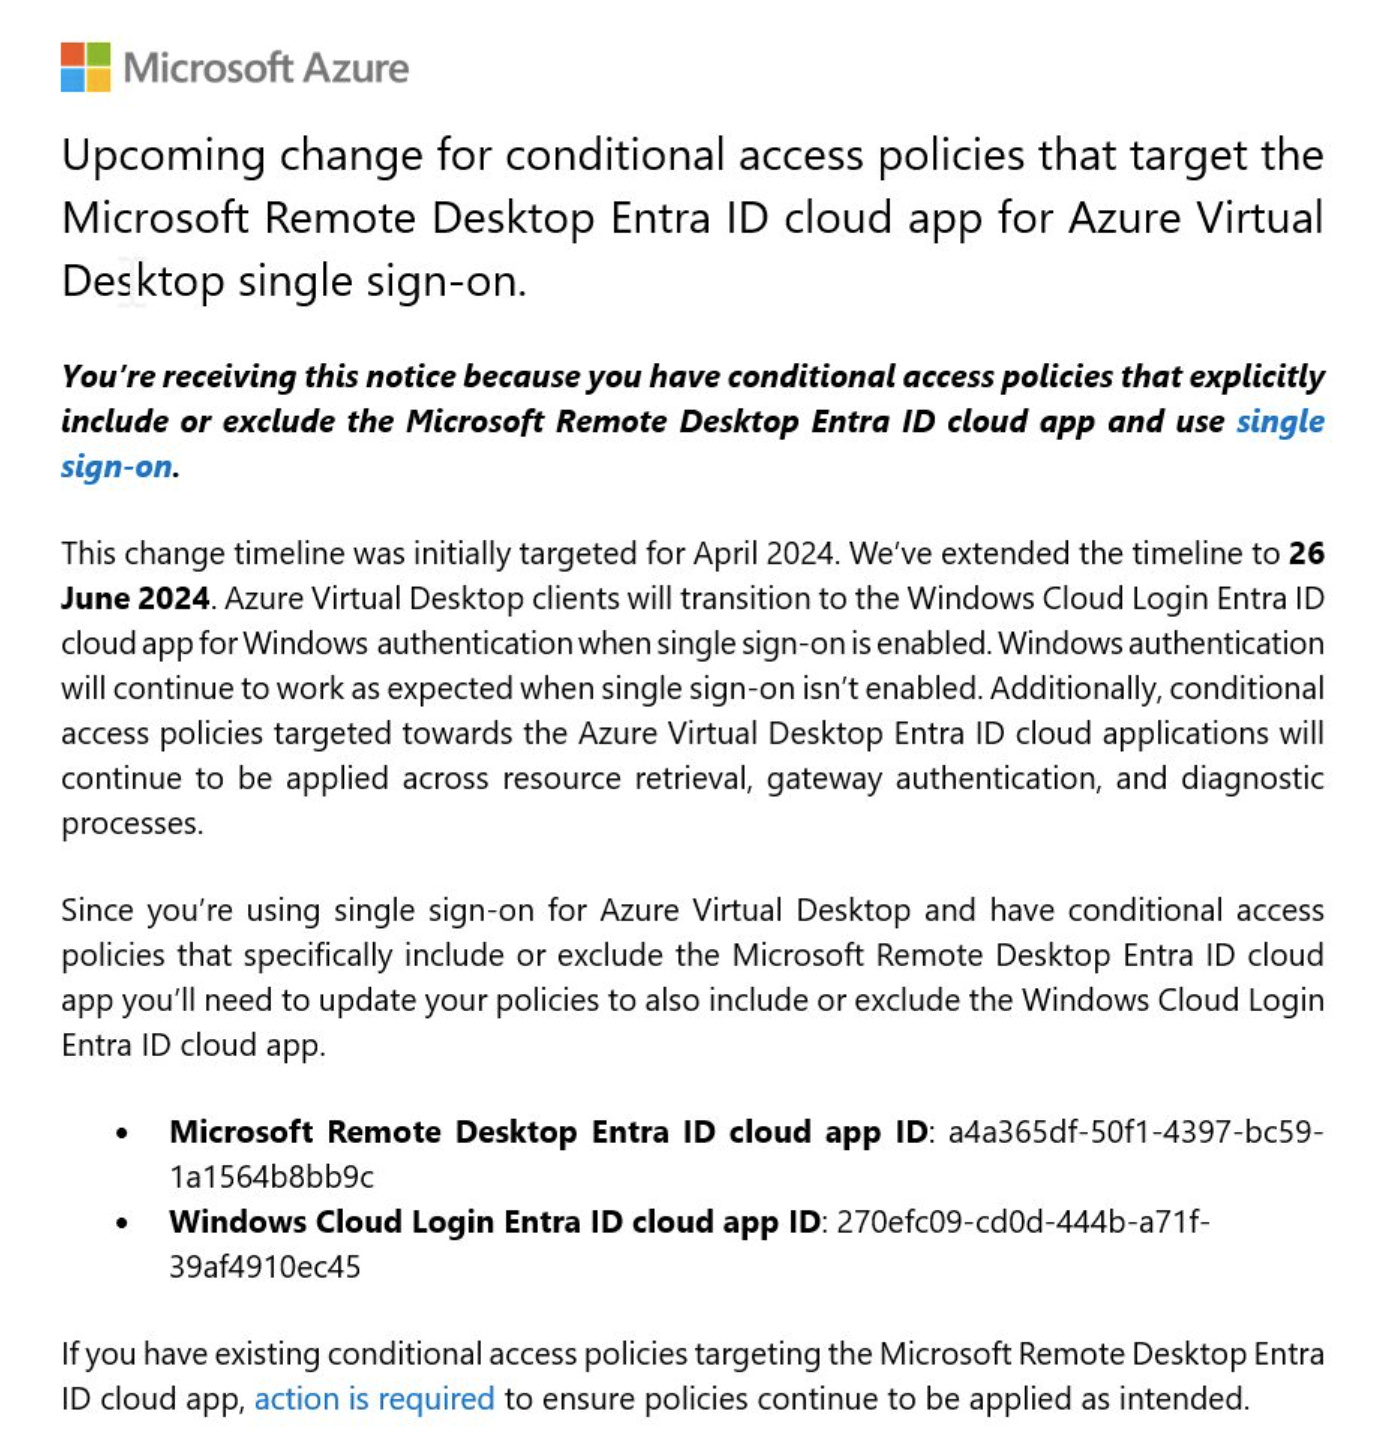 Microsoft Azure
Upcoming change for conditional access policies that target the
Microsoft Remote Desktop Entra ID cloud app for Azure Virtual
Desktop single sign-on.
You’re receiving this notice because you have conditional access policies that explicitly
include or exclude the Microsoft Remote Desktop Entra ID cloud app and use single
sign-on.
This change timeline was initially targeted for April 2024. We’ve extended the timeline to 26
June 2024. Azure Virtual Desktop clients will transition to the Windows Cloud Login Entra ID
cloud app for Windows authentication when single sign-on is enabled. Windows authentication
will continue to work as expected when single sign-on isn’t enabled. Additionally, conditional
access policies targeted towards the Azure Virtual Desktop Entra ID cloud applications will
continue to be applied across resource retrieval, gateway authentication, and diagnostic
processes.
Since you’re using single sign-on for Azure Virtual Desktop and have conditional access
policies that specifically include or exclude the Microsoft Remote Desktop Entra ID cloud
app you’ll need to update your policies to also include or exclude the Windows Cloud Login
Entra ID cloud app.
• Microsoft Remote Desktop Entra ID cloud app ID: a4a365df-50f1-4397-bc59-
1a1564b8bb9c
• Windows Cloud Login Entra ID cloud app ID: 270efc09-cd0d-444b-a71f-
39af4910ec45
If you have existing conditional access policies targeting the Microsoft Remote Desktop Entra
ID cloud app, action is required to ensure policies continue to be applied as intended.